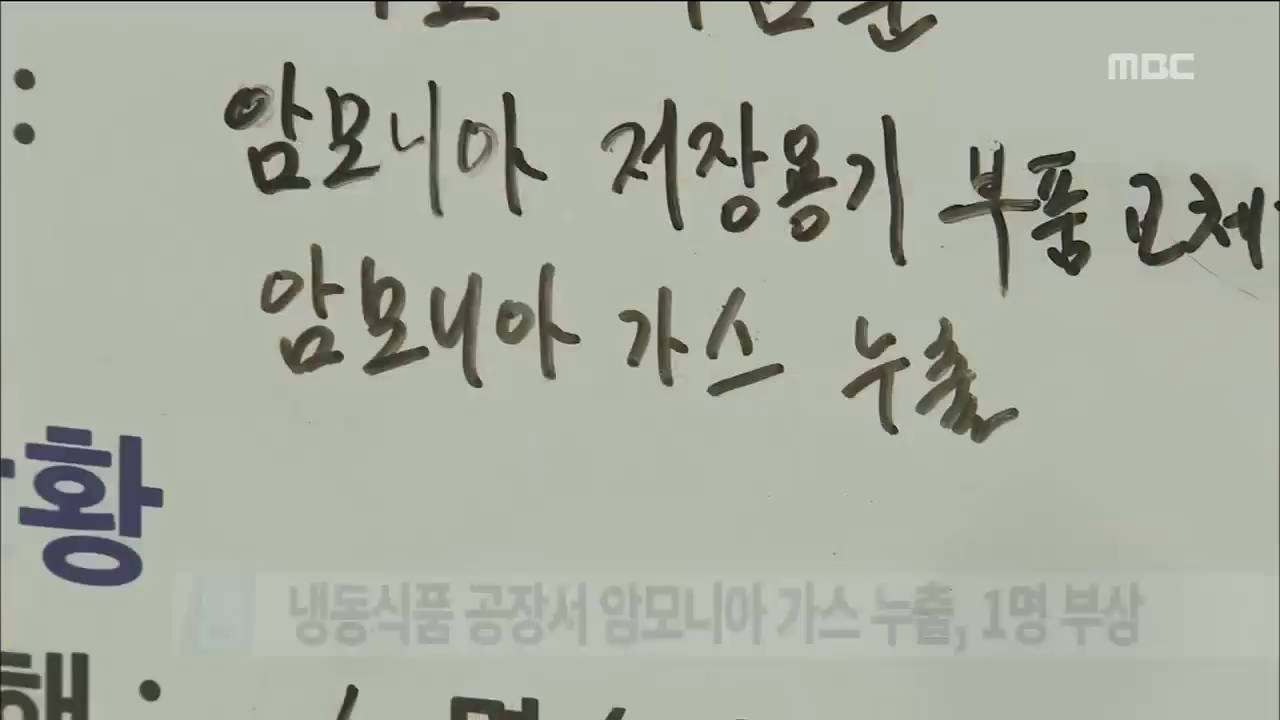 MBC
암모니아 저장용기 부품 교체
암모니아 가스 누출
황
냉동식품 공장서 암모니아 가스 누출, 1명 부상